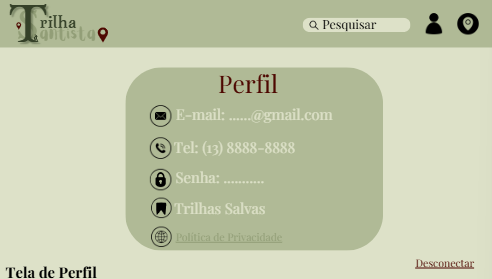 Trilha
Santista
Pesquisar
Perfil
E-mail: ......@gmail.com
Tel: (13) 8888-8888
Senha: ...........
Trilhas Salvas
Política de Privacidade
Desconectar
Tela de Perfil